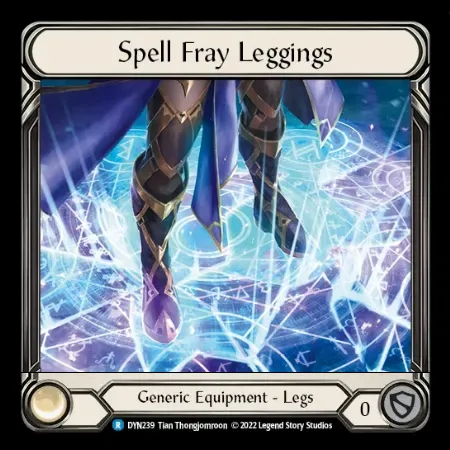 Spell Fray Leggings
Generic Equipment - Legs
0
R DYN239 Tian Thongjomroon © 2022 Legend Story Studios